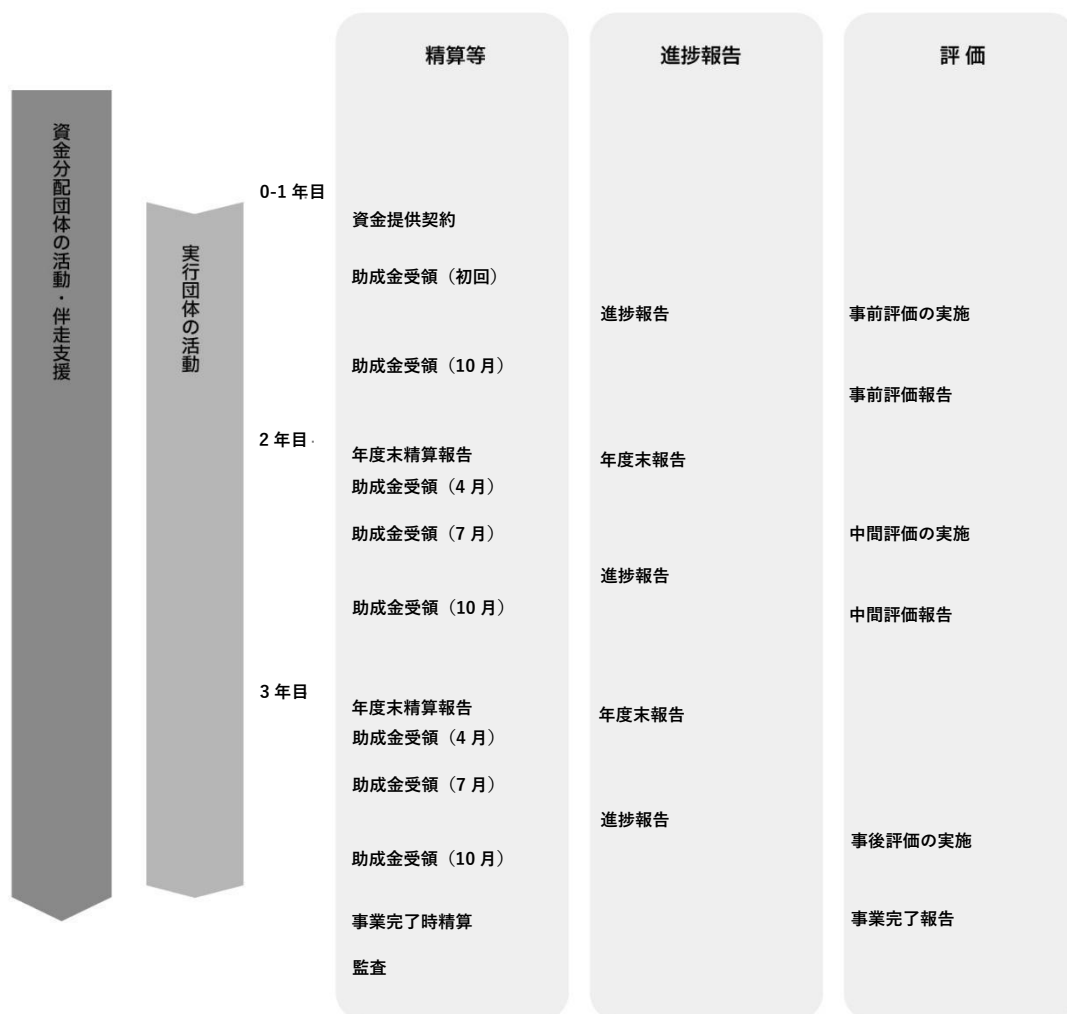 精算等
進捗報告
評価
資金分配団体の活動・伴走支援
実行団体の活動
0-1 年目
資金提供契約
助成金受領（初回）
進捗報告
事前評価の実施
助成金受領（10 月）
事前評価報告
2 年目
年度末精算報告
年度末報告
助成金受領（4 月）
助成金受領（7 月）
中間評価の実施
進捗報告
助成金受領（10 月）
中間評価報告
3 年目
年度末精算報告
年度末報告
助成金受領（4 月）
助成金受領（7 月）
進捗報告
事後評価の実施
助成金受領（10 月）
事業完了時精算
事業完了報告
監査